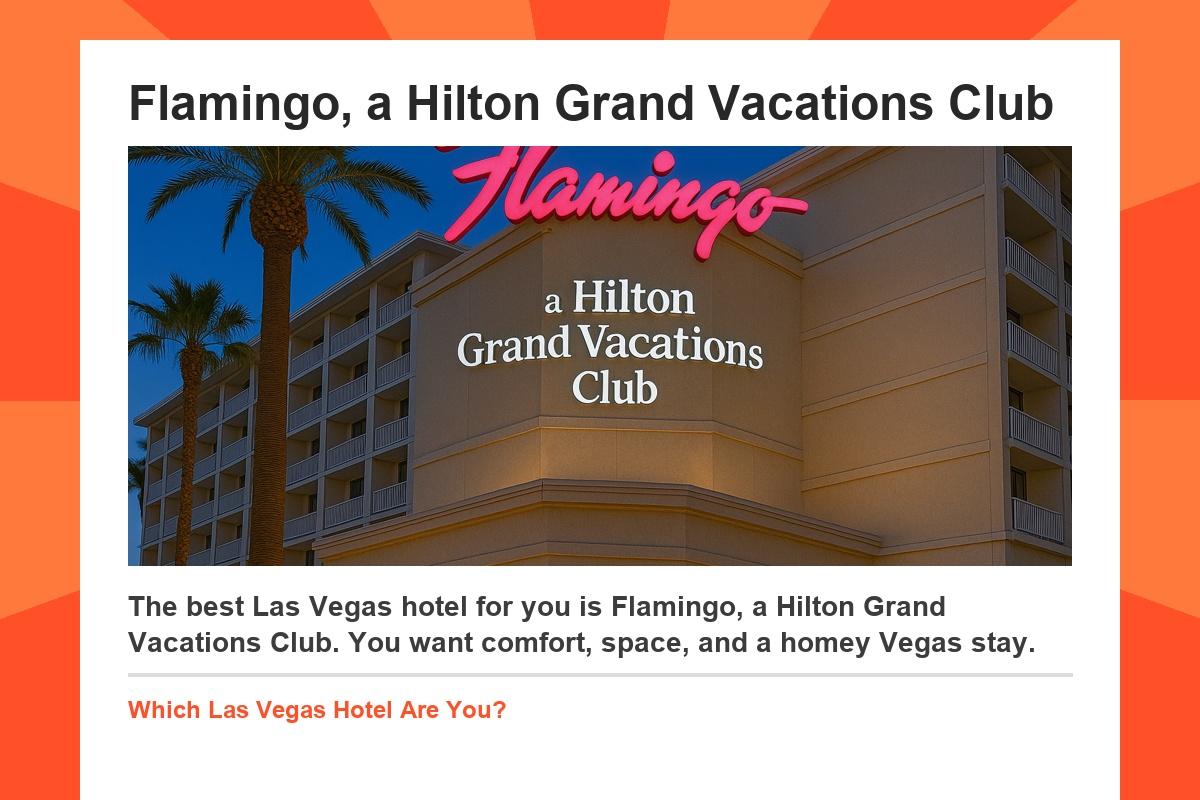 Flamingo, a Hilton Grand Vacations Club
Flamingo
a Hilton
Grand Vacations
Club
The best Las Vegas hotel for you is Flamingo, a Hilton Grand
Vacations Club. You want comfort, space, and a homey Vegas stay.
Which Las Vegas Hotel Are You?